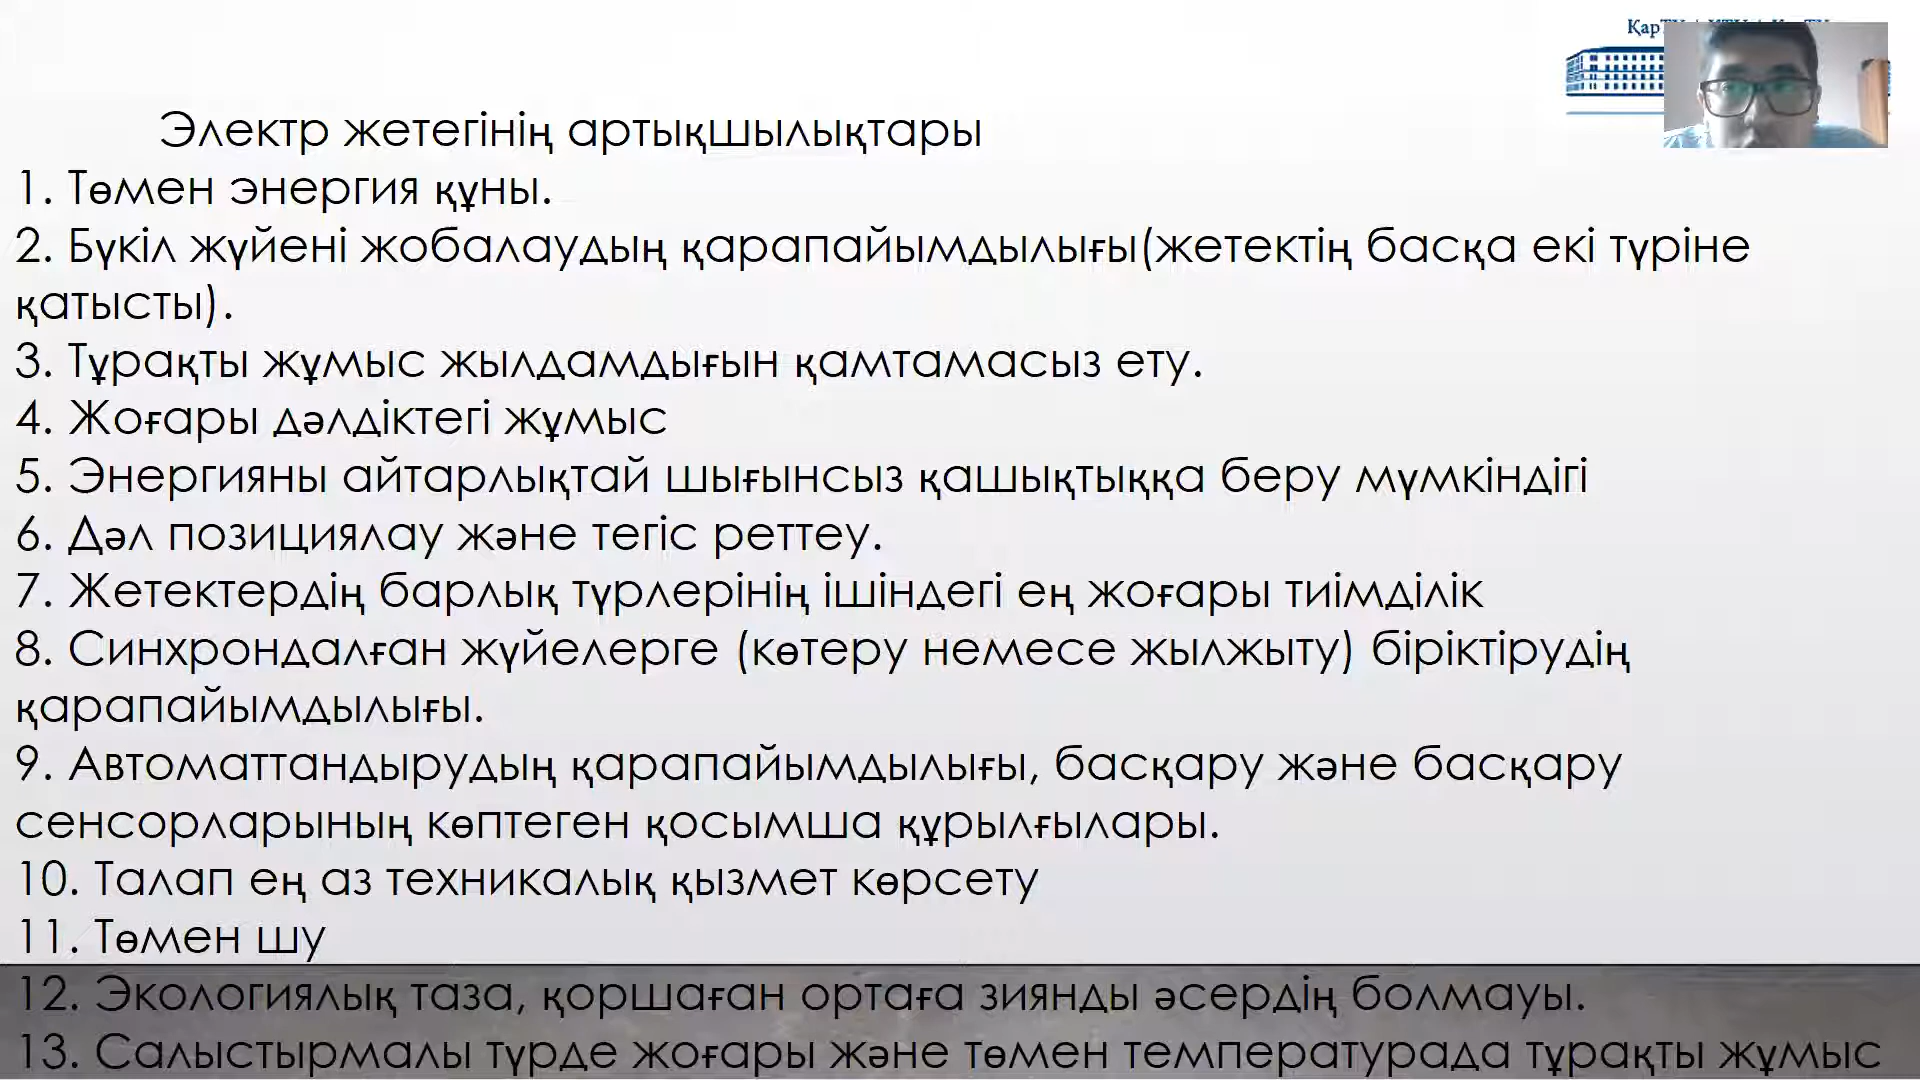 Электр жетегінің артықшылықтары
1. Төмен энергия құны.
2. Бүкіл жүйені жобалаудың қарапайымдылығы(жетектің басқа екі түріне
қатысты).
3. Тұрақты жұмыс жылдамдығын қамтамасыз ету.
4. Жоғары дәлдіктегі жұмыс
5. Энергияны айтарлықтай шығынсыз қашықтыққа беру мүмкіндігі
6. Дәл позициялау және тегіс реттеу.
7. Жетектердің барлық түрлерінің ішіндегі ең жоғары тиімділік
8. Синхрондалған жүйелерге (көтеру немесе жылжыту) біріктірудің
қарапайымдылығы.
9. Автоматтандырудың қарапайымдылығы, басқару және басқару
сенсорларының көптеген қосымша құрылғылары.
10. Талап ең аз техникалық қызмет көрсету
11. Төмен шу
12. Экологиялық таза, қоршаған ортаға зиянды әсердің болмауы.
13. Салыстырмалы түрде жоғары және төмен температурада тұрақты жұмыс